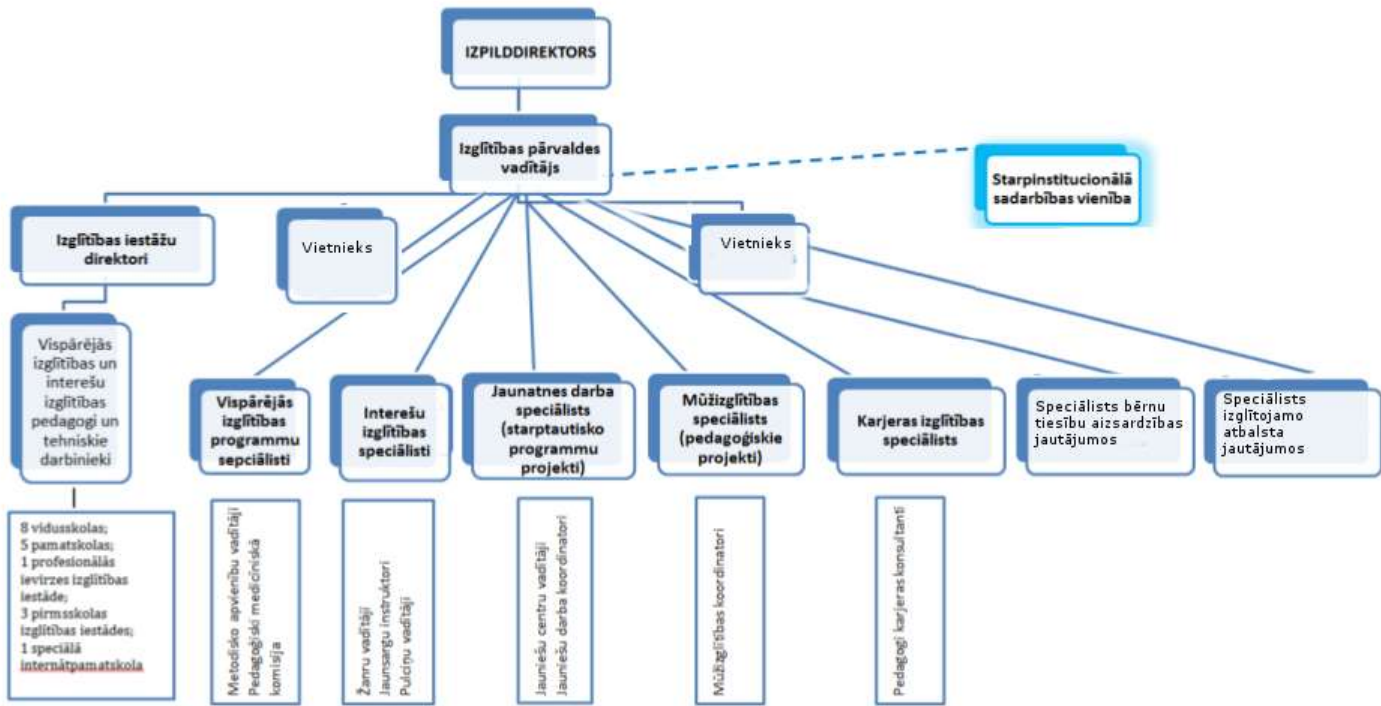 IZPILDDIREKTORS
Izglītības pārvaldes
vadītājs
Starpinstitucionālā
sadarbības vienība
Izglītības iestāžu
direktori
Vietnieks
Vietnieks
Vispārējās
izglītības un
interešu
izglītības
pedagogi un
tehniskie
darbinieki
Vispārējās
izglītības
programmu
sepciālisti
Interešu
izglītības
speciālisti
Jaunatnes darba
speciālists
(starptautisko
programmu
projekti)
Mūžizglītības
speciālists
(pedagoģiskie
projekti)
Karjeras izglītības
speciālists
Speciālists bērnu
tiesību aizsardzības
jautājumos
Speciālists
izglītojamo
atbalsta
jautājumos
8 vidusskolas;
5 pamatskolas;
1 profesionālās
ievirzes izglītības
iestāde;
3 pirmsskolas
izglītības iestādes;
1 speciālā
internātpamatskola
Metodisko apvienību vadītāji
Pedagoģiski medicīniskā
komisija
Žanru vadītāji
Jaunsargu instruktori
Pulciņu vadītāji
Jauniešu centru vadītāji
Jauniešu darba koordinatori
Mūžizglītības koordinatori
Pedagogi karjeras konsultanti